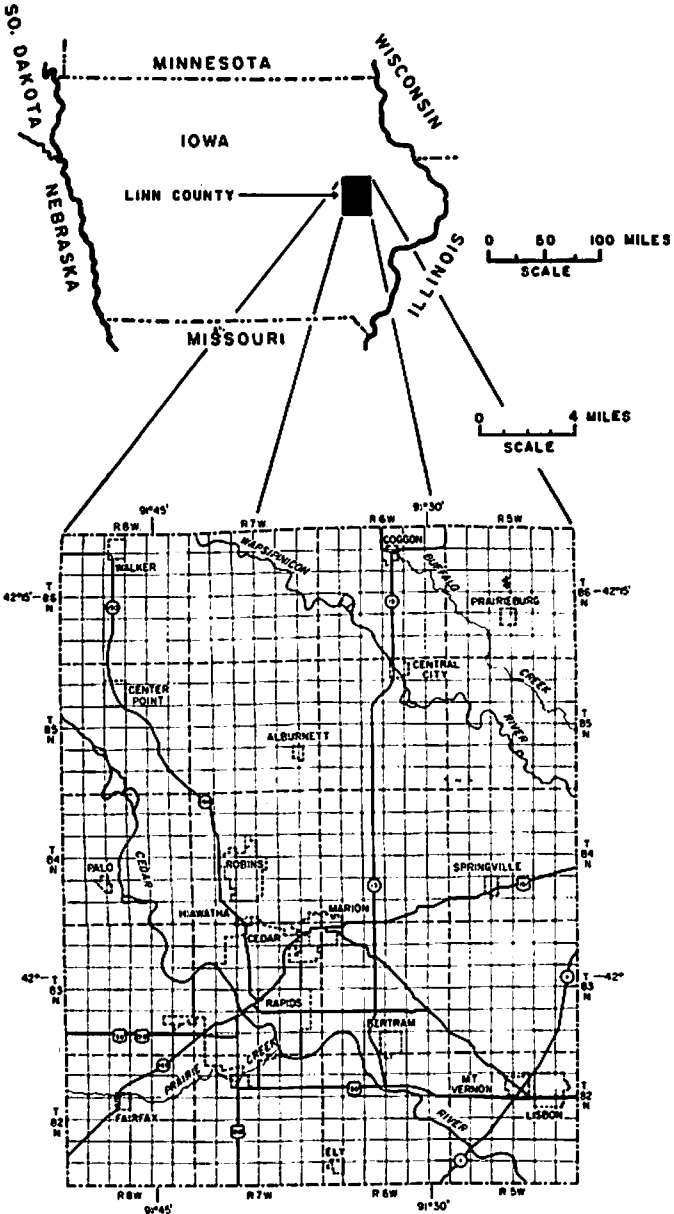 SO. DAKOTA
MINNESOTA
WISCONSIN
IOWA
LINN COUNTY
NEBRASKA
ILLINOIS
0 50 100 MILES
SCALE
MISSOURI
0 4 MILES
SCALE
91°45' 91°30'
R8W. R7W R6W R5W
COGGON
WAPSIPINICON
BUFFALO
WALKER
T
86
N
42°15'
T
86
N
42°15'
PRAIRIEBURG
CENTRAL
CITY
CENTER
POINT
CREEK
RIVER
T
85
N
T
85
N
ALBURNETT
CEDAR
ROBINS
T
84
N
T
84
N
PALO
SPRINGVILLE
HIAWATHA
MARION
CEDAR
42°
T
83
N
T
83
N
42°
RAPIDS
BERTRAM
PRAIRIE
CREEK
MT
VERNON
30
T
82
N
T
82
N
FAIRFAX
LISBON
RIVER
ELY
1
1
R8W R7W R6W R5W
91°45' 91°30'